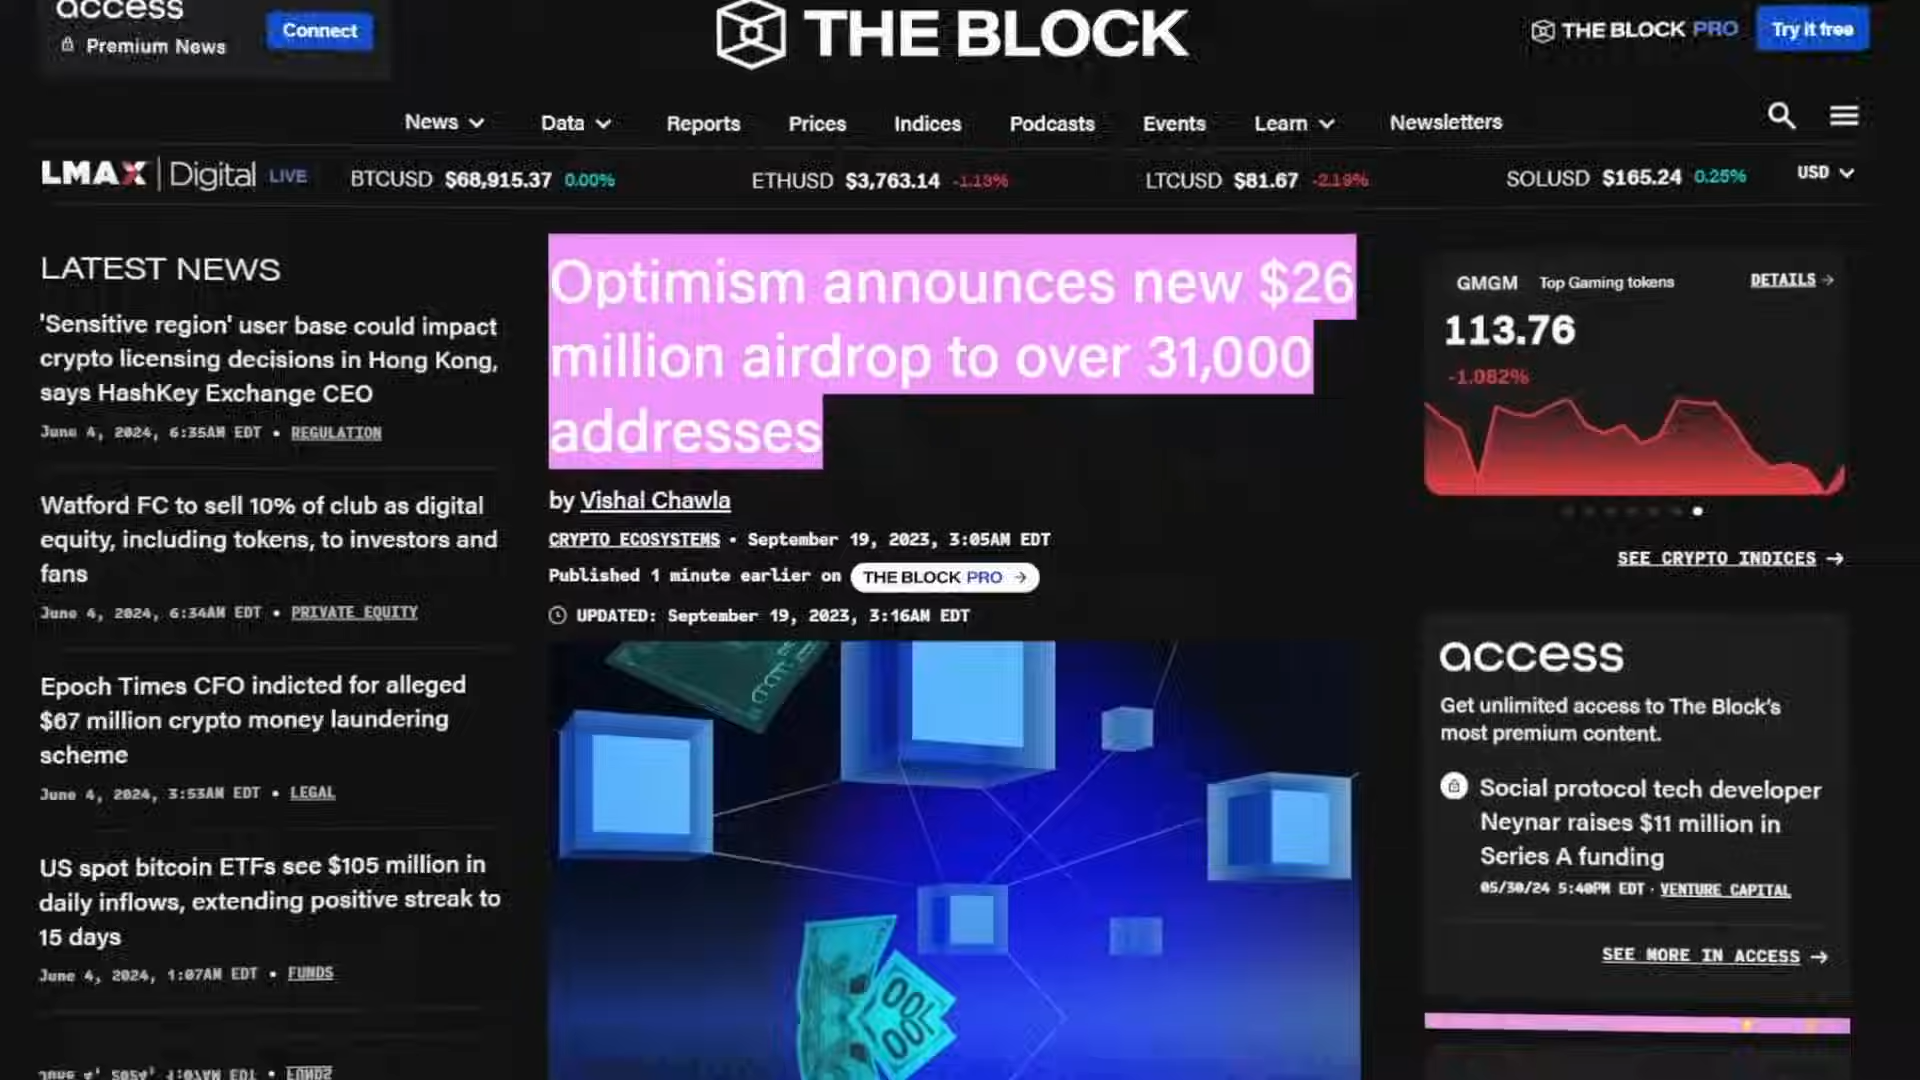 access
Premium News
Connect
THE BLOCK
THE BLOCK PRO
Try it free
News
Data
Reports
Prices
Indices
Podcasts
Events
Learn
Newsletters
LMAX Digital LIVE
BTCUSD $68,915.37 0.00%
ETHUSD $3,763.14 -1.13%
LTCUSD $81.67 -2.19%
SOLUSD $165.24 0.25%
USD
LATEST NEWS
'Sensitive region' user base could impact
crypto licensing decisions in Hong Kong,
says HashKey Exchange CEO
June 4, 2024, 6:35AM EDT • REGULATION
Watford FC to sell 10% of club as digital
equity, including tokens, to investors and
fans
June 4, 2024, 6:34AM EDT • PRIVATE EQUITY
Epoch Times CFO indicted for alleged
$67 million crypto money laundering
scheme
June 4, 2024, 3:53AM EDT • LEGAL
US spot bitcoin ETFs see $105 million in
daily inflows, extending positive streak to
15 days
June 4, 2024, 1:07AM EDT • FUNDS
Optimism announces new $26
million airdrop to over 31,000
addresses
by Vishal Chawla
CRYPTO ECOSYSTEMS • September 19, 2023, 3:05AM EDT
Published 1 minute earlier on THE BLOCK PRO →
UPDATED: September 19, 2023, 3:16AM EDT
100
00
GMGM Top Gaming tokens DETAILS →
113.76
-1.082%
SEE CRYPTO INDICES →
access
Get unlimited access to The Block's
most premium content.
Social protocol tech developer
Neynar raises $11 million in
Series A funding
05/30/24 5:40PM EDT · VENTURE CAPITAL
SEE MORE IN ACCESS →